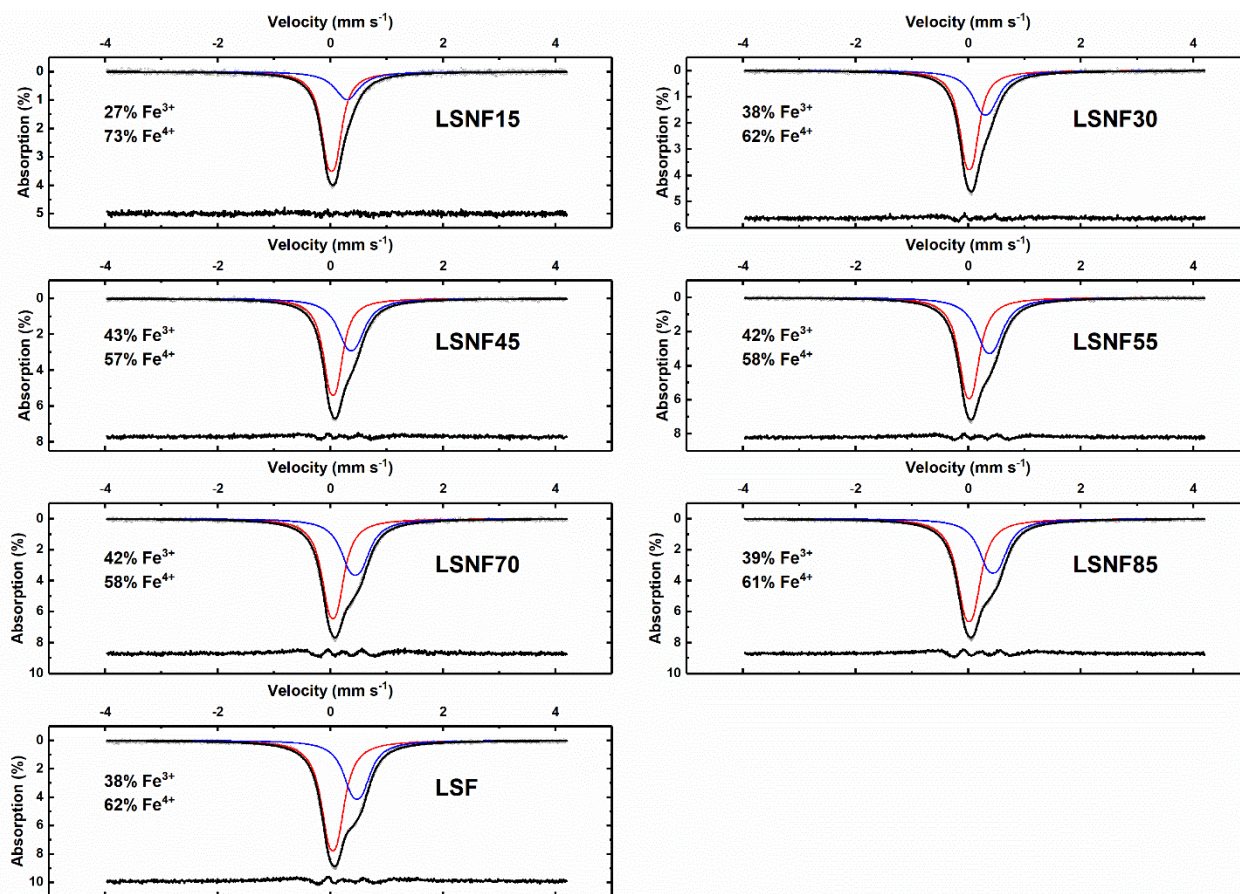 Velocity (mm s⁻¹)
-4 -2 0 2 4
0
1
2
3
4
5
Absorption (%)
27% Fe³⁺
73% Fe⁴⁺
LSNF15
Velocity (mm s⁻¹)
-4 -2 0 2 4
0
1
2
3
4
5
6
Absorption (%)
38% Fe³⁺
62% Fe⁴⁺
LSNF30
Velocity (mm s⁻¹)
-4 -2 0 2 4
0
2
4
6
8
Absorption (%)
43% Fe³⁺
57% Fe⁴⁺
LSNF45
Velocity (mm s⁻¹)
-4 -2 0 2 4
0
2
4
6
8
Absorption (%)
42% Fe³⁺
58% Fe⁴⁺
LSNF55
Velocity (mm s⁻¹)
-4 -2 0 2 4
0
2
4
6
8
10
Absorption (%)
42% Fe³⁺
58% Fe⁴⁺
LSNF70
Velocity (mm s⁻¹)
-4 -2 0 2 4
0
2
4
6
8
10
Absorption (%)
39% Fe³⁺
61% Fe⁴⁺
LSNF85
Velocity (mm s⁻¹)
-4 -2 0 2 4
0
2
4
6
8
10
Absorption (%)
38% Fe³⁺
62% Fe⁴⁺
LSF